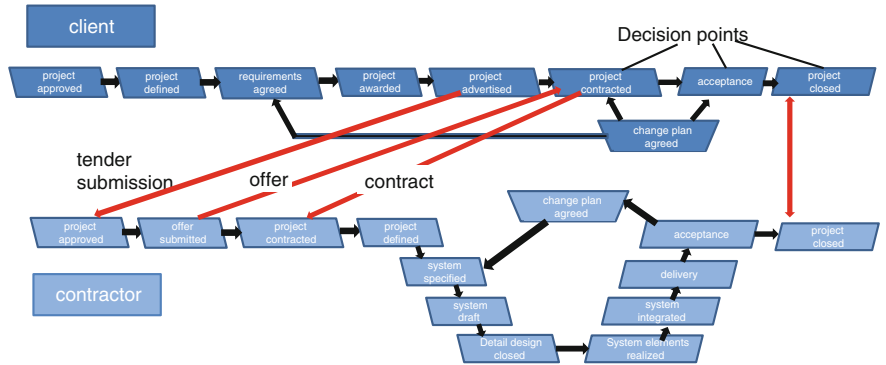 client
Decision points
project
approved
project
defined
requirements
agreed
project
awarded
project
advertised
project
contracted
acceptance
project
closed
change plan
agreed
tender
submission
offer
contract
project
approved
offer
submitted
project
contracted
project
defined
change plan
agreed
acceptance
project
closed
contractor
system
specified
delivery
system
draft
system
integrated
Detail design
closed
System elements
realized